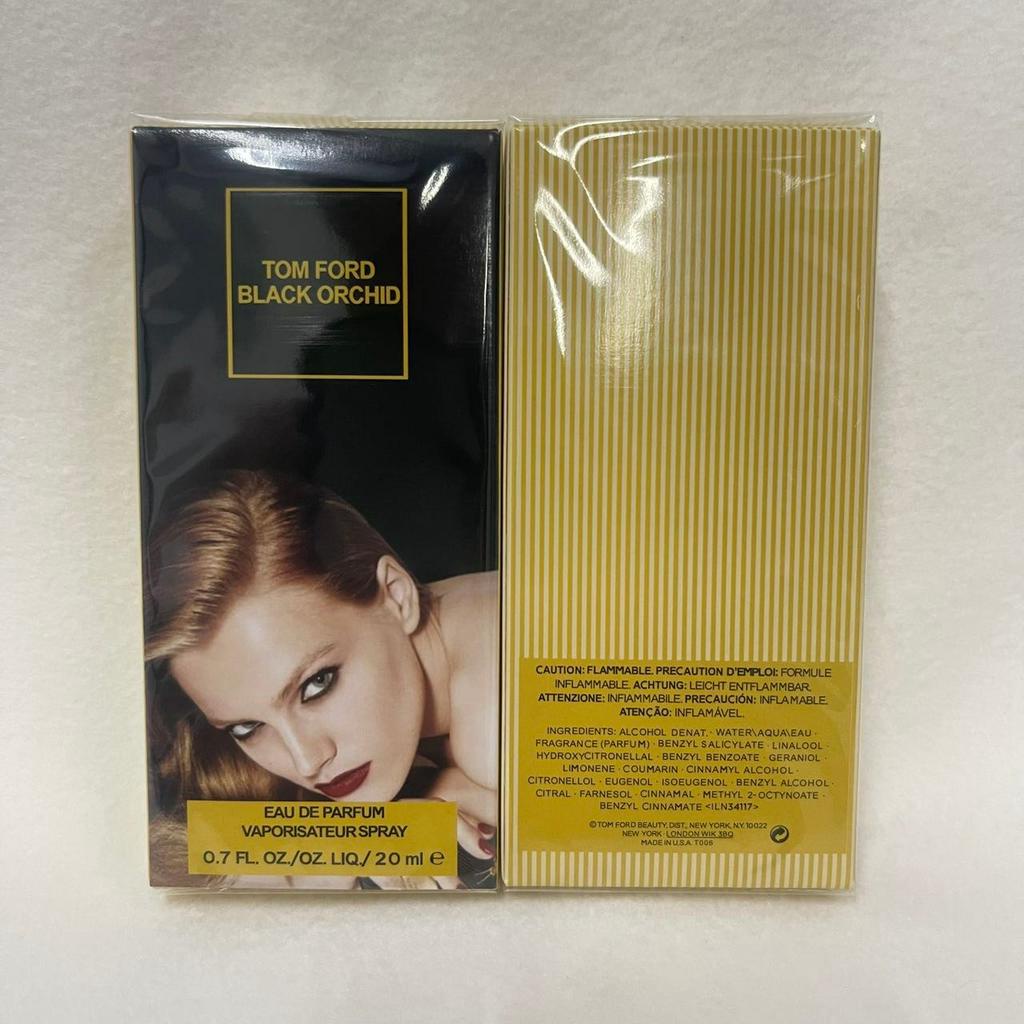 TOM FORD
BLACK ORCHID
EAU DE PARFUM
VAPORISATEUR SPRAY
0.7 FL. OZ./OZ. LIQ./ 20 ml ℮
CAUTION: FLAMMABLE. PRECAUTION D'EMPLOI: FORMULE
INFLAMMABLE. ACHTUNG: LEICHT ENTFLAMMBAR.
ATTENZIONE: INFIAMMABILE. PRECAUCIÓN: INFLAMABLE.
ATENÇÃO: INFLAMÁVEL.
INGREDIENTS: ALCOHOL DENAT. · WATER\AQUA\EAU ·
FRAGRANCE (PARFUM) · BENZYL SALICYLATE · LINALOOL ·
HYDROXYCITRONELLAL · BENZYL BENZOATE · GERANIOL ·
LIMONENE · COUMARIN · CINNAMYL ALCOHOL ·
CITRONELLOL · EUGENOL · ISOEUGENOL · BENZYL ALCOHOL ·
CITRAL · FARNESOL · CINNAMAL · METHYL 2-OCTYNOATE ·
BENZYL CINNAMATE <ILN34117>
© TOM FORD BEAUTY, DIST., NEW YORK, N.Y. 10022
NEW YORK · LONDON W1K 3BQ
MADE IN U.S.A. T006